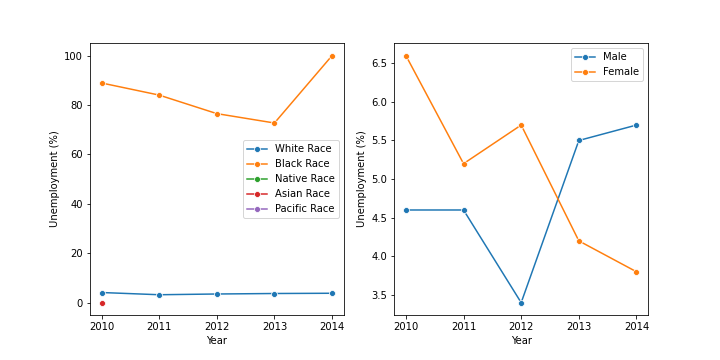 100
80
60
40
20
0
Unemployment (%)
2010 2011 2012 2013 2014
Year
White Race
Black Race
Native Race
Asian Race
Pacific Race
6.5
6.0
5.5
5.0
4.5
4.0
3.5
Unemployment (%)
2010 2011 2012 2013 2014
Year
Male
Female